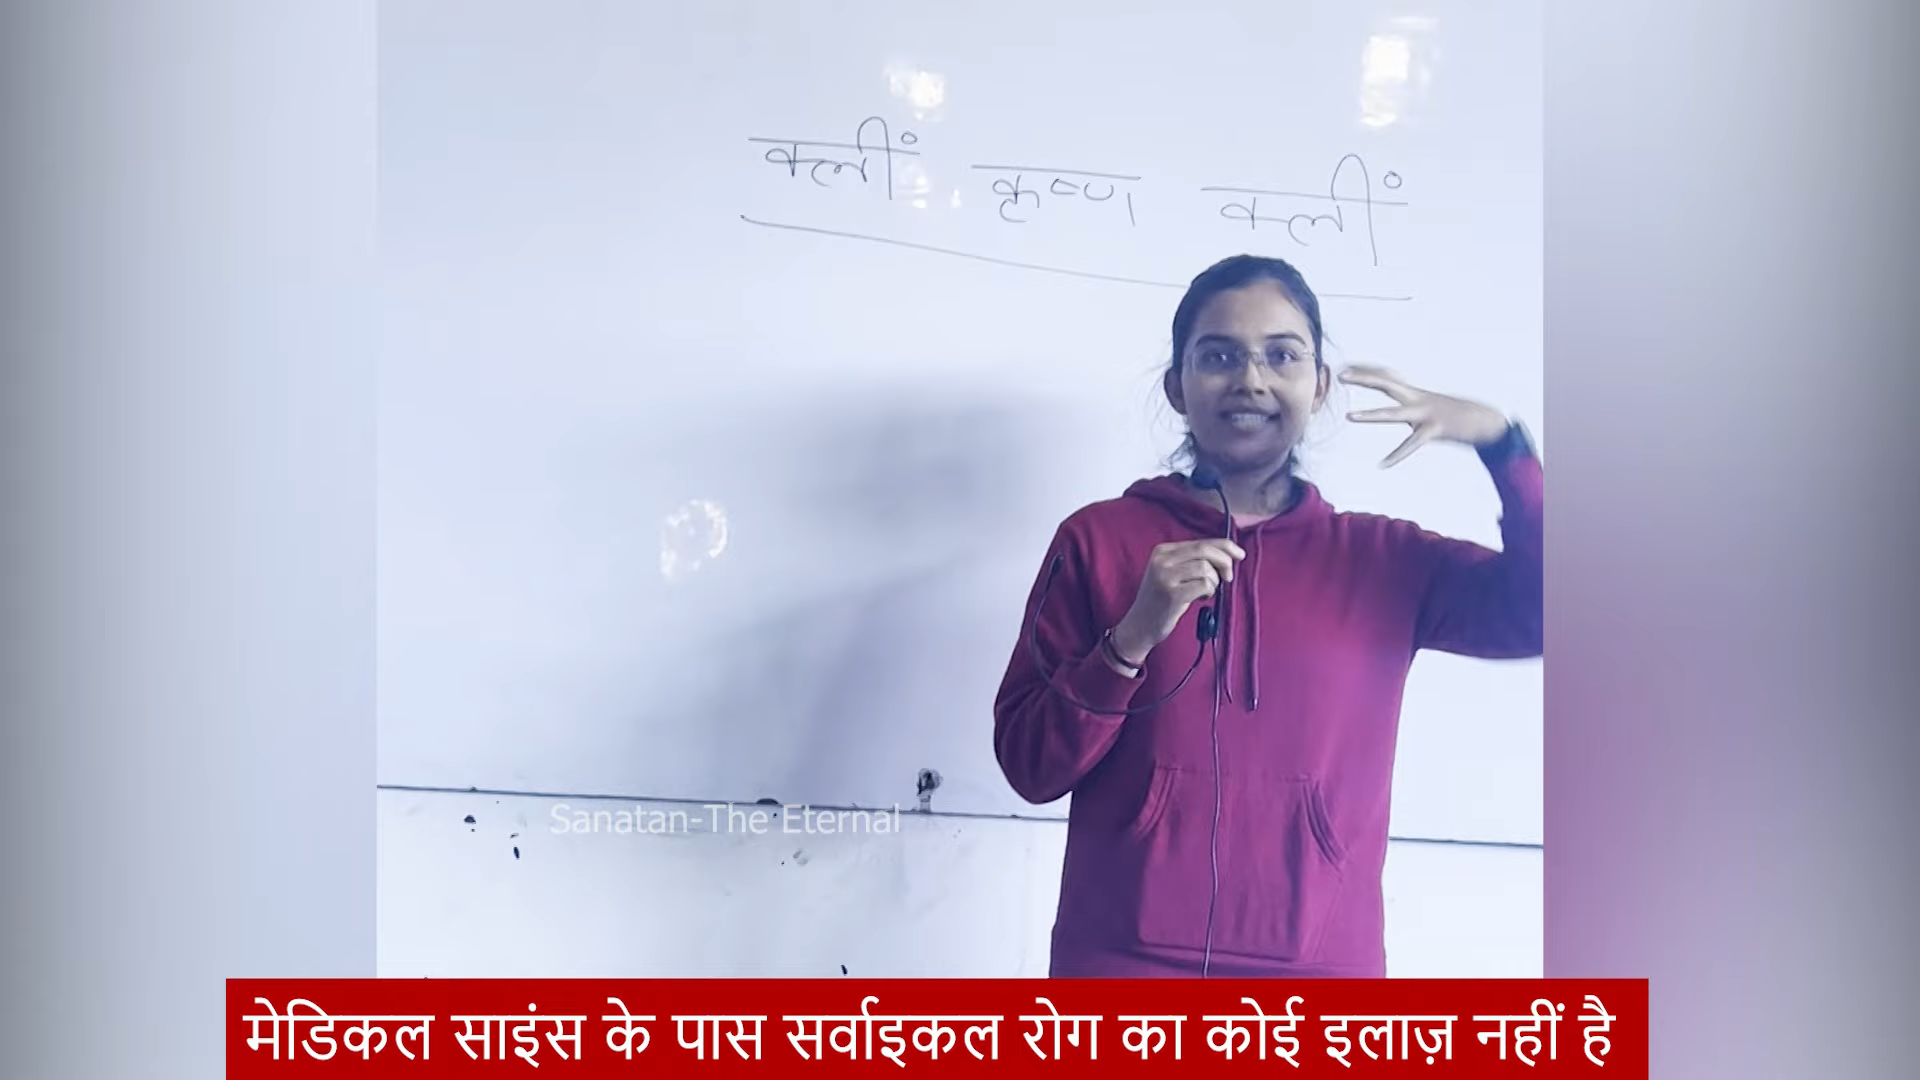 क्लीं कृष्ण क्लीं
Sanatan-The Eternal
मेडिकल साइंस के पास सर्वाइकल रोग का कोई इलाज़ नहीं है